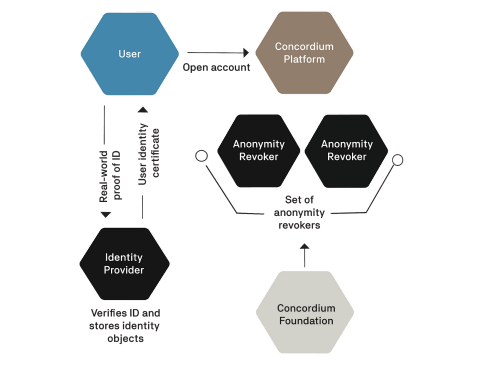 User
Open account
Concordium
Platform
Real-world
proof of ID
User identity
certificate
Anonymity
Revoker
Anonymity
Revoker
Set of
anonymity
revokers
Identity
Provider
Verifies ID and
stores identity
objects
Concordium
Foundation